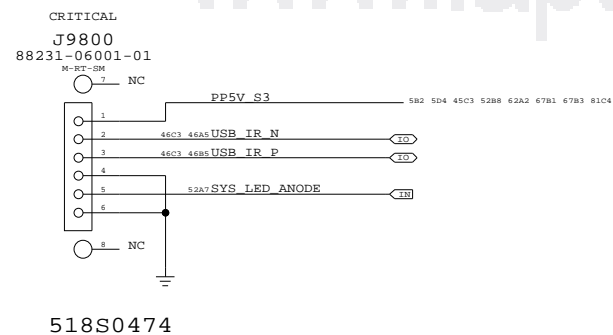 CRITICAL
J9800
88231-06001-01
M-RT-SM
7 NC
PP5V_S3 5B2 5D4 45C3 52B8 62A2 67B1 67B3 81C4
1
2 46C3 46A5 USB_IR_N IO
3 46C3 46B5 USB_IR_P IO
4
5 52A7 SYS_LED_ANODE IN
6
8 NC
518S0474